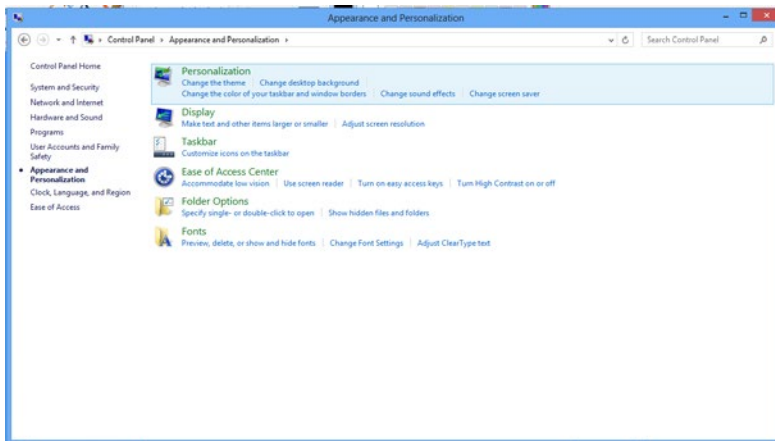 Appearance and Personalization
Control Panel Appearance and Personalization
Search Control Panel
Control Panel Home
System and Security
Network and Internet
Hardware and Sound
Programs
User Accounts and Family
Safety
Appearance and
Personalization
Clock, Language, and Region
Ease of Access
Personalization
Change the theme Change desktop background
Change the color of your taskbar and window borders Change sound effects Change screen saver
Display
Make text and other items larger or smaller Adjust screen resolution
Taskbar
Customize icons on the taskbar
Ease of Access Center
Accommodate low vision Use screen reader Turn on easy access keys Turn High Contrast on or off
Folder Options
Specify single- or double-click to open Show hidden files and folders
Fonts
Preview, delete, or show and hide fonts Change Font Settings Adjust ClearType text